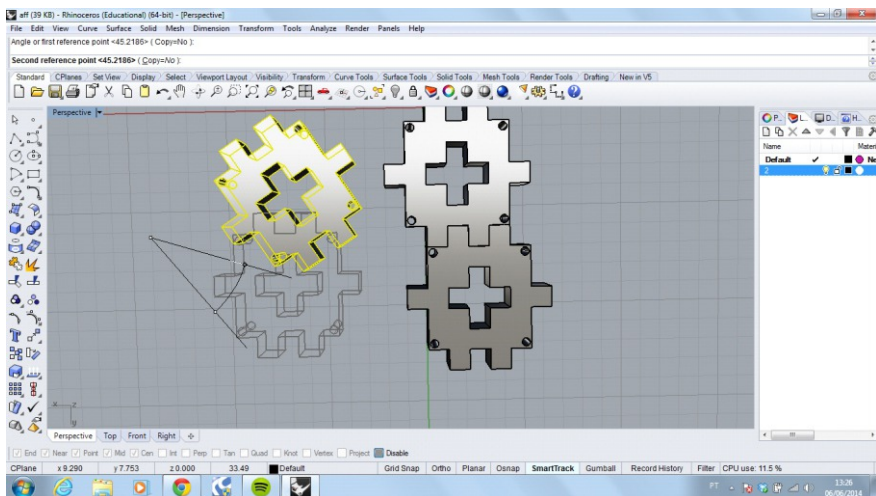 aff (39 KB) - Rhinoceros (Educational) (64-bit) - [Perspective]
File Edit View Curve Surface Solid Mesh Dimension Transform Tools Analyze Render Panels Help
Angle or first reference point <45.2186> ( Copy=No ):
Second reference point <45.2186> ( Copy=No ):
Standard CPlanes Set View Display Select Viewport Layout Visibility Transform Curve Tools Surface Tools Solid Tools Mesh Tools Render Tools Drafting New in V5
Perspective
P.. L.. D.. H..
Name Mater
Default Ne
2
z x
y
Perspective Top Front Right
End Near Point Mid Cen Int Perp Tan Quad Knot Vertex Project Disable
CPlane x 9.290 y 7.753 z 0.000 33.49 Default Grid Snap Ortho Planar Osnap SmartTrack Gumball Record History Filter CPU use: 11.5 %
PT 13:26
06/06/2014